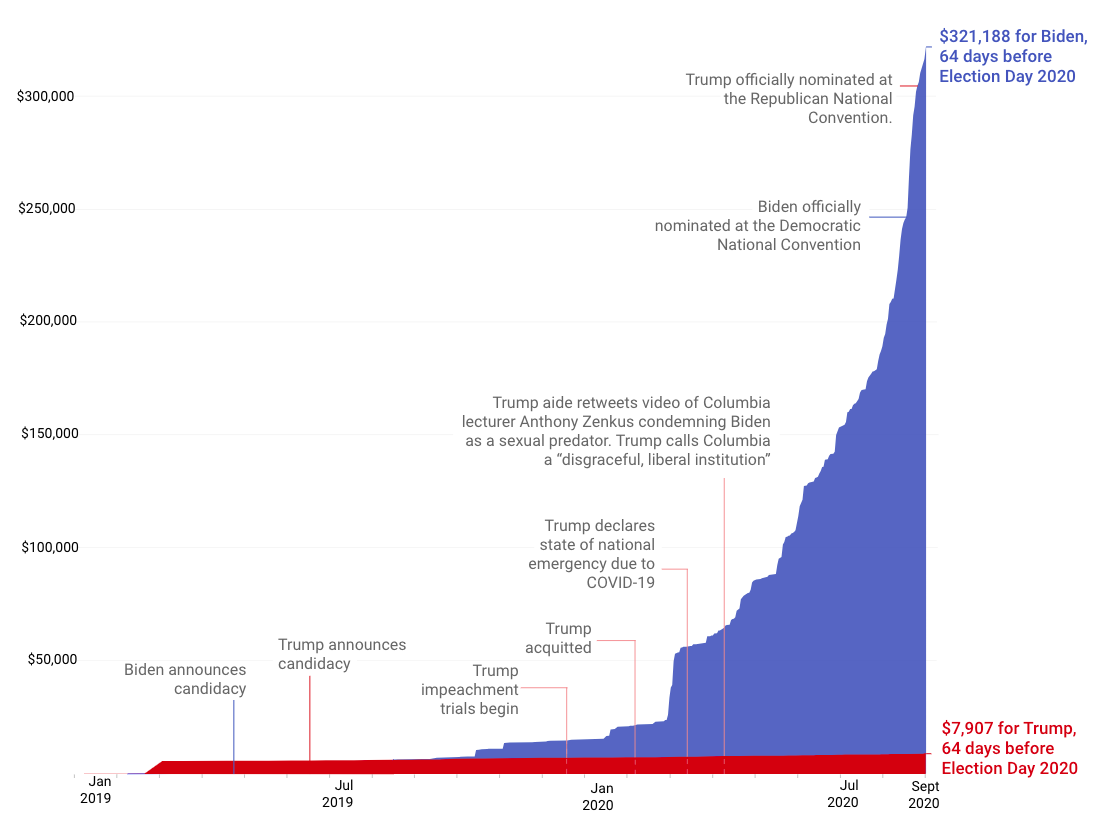 $321,188 for Biden,
64 days before
Election Day 2020
Trump officially nominated at
the Republican National
Convention.
$300,000
$250,000
Biden officially
nominated at the Democratic
National Convention
$200,000
Trump aide retweets video of Columbia
lecturer Anthony Zenkus condemning Biden
as a sexual predator. Trump calls Columbia
a “disgraceful, liberal institution”
$150,000
Trump declares
state of national
emergency due to
COVID-19
$100,000
Trump
acquitted
Trump announces
candidacy
$50,000
Biden announces
candidacy
Trump
impeachment
trials begin
$7,907 for Trump,
64 days before
Election Day 2020
Jan
2019
Jul
2019
Jan
2020
Jul
2020
Sept
2020